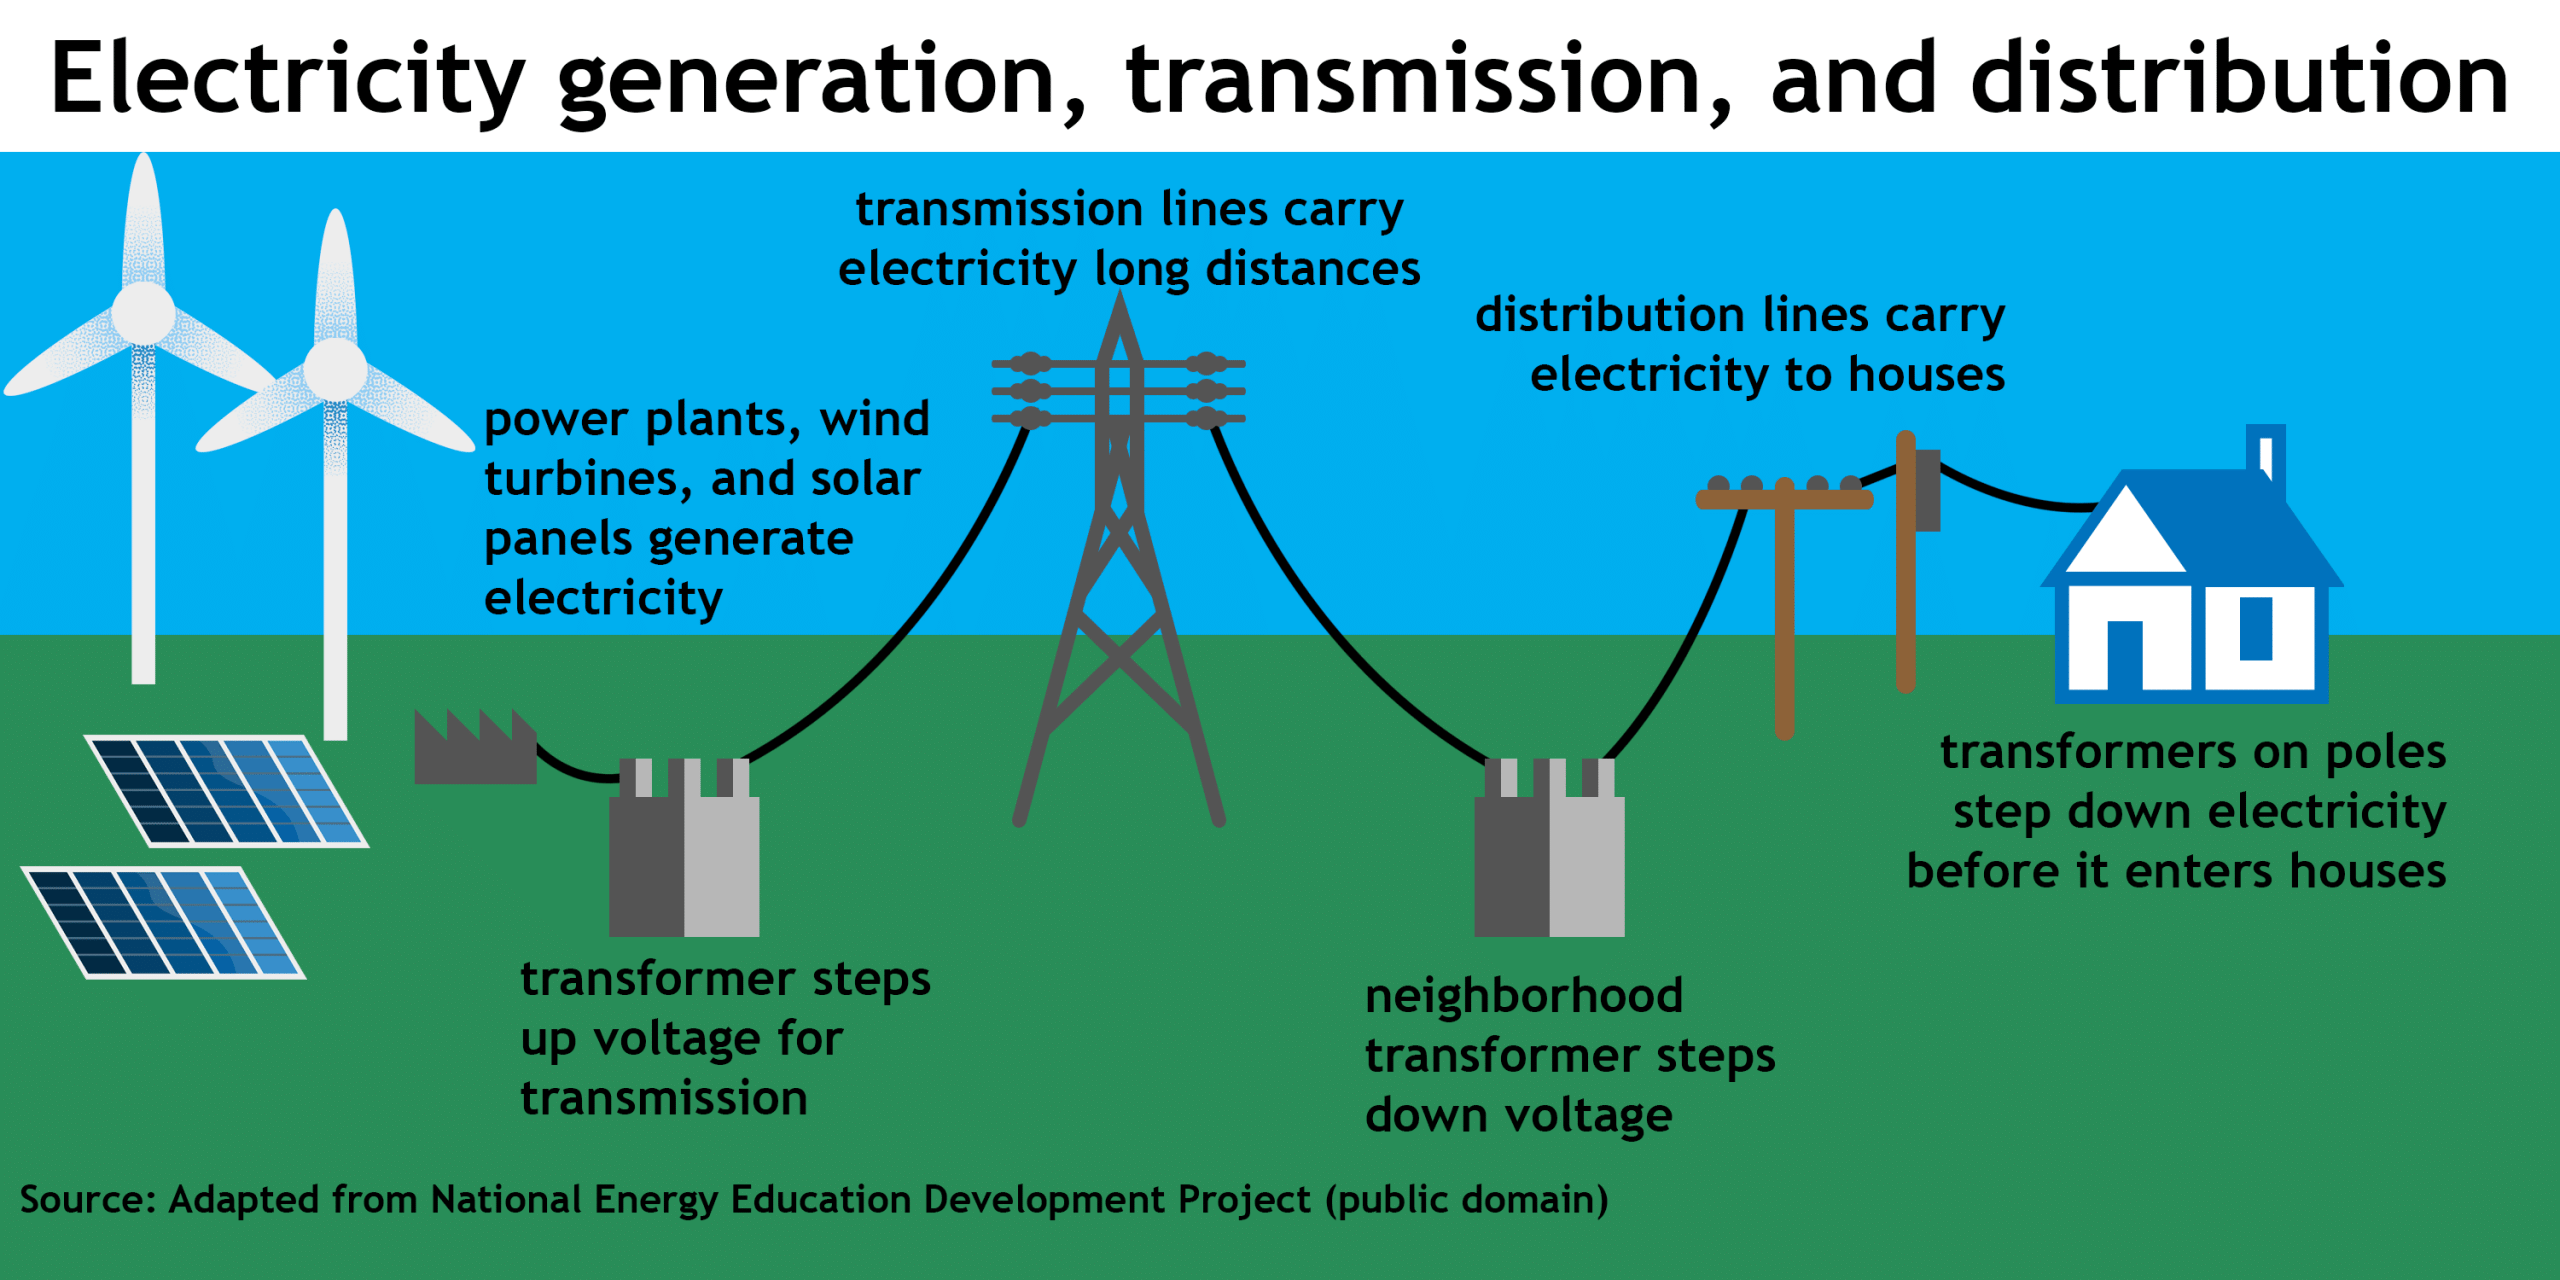 Electricity generation, transmission, and distribution
transmission lines carry
electricity long distances
distribution lines carry
electricity to houses
power plants, wind
turbines, and solar
panels generate
electricity
transformers on poles
step down electricity
before it enters houses
transformer steps
up voltage for
transmission
neighborhood
transformer steps
down voltage
Source: Adapted from National Energy Education Development Project (public domain)